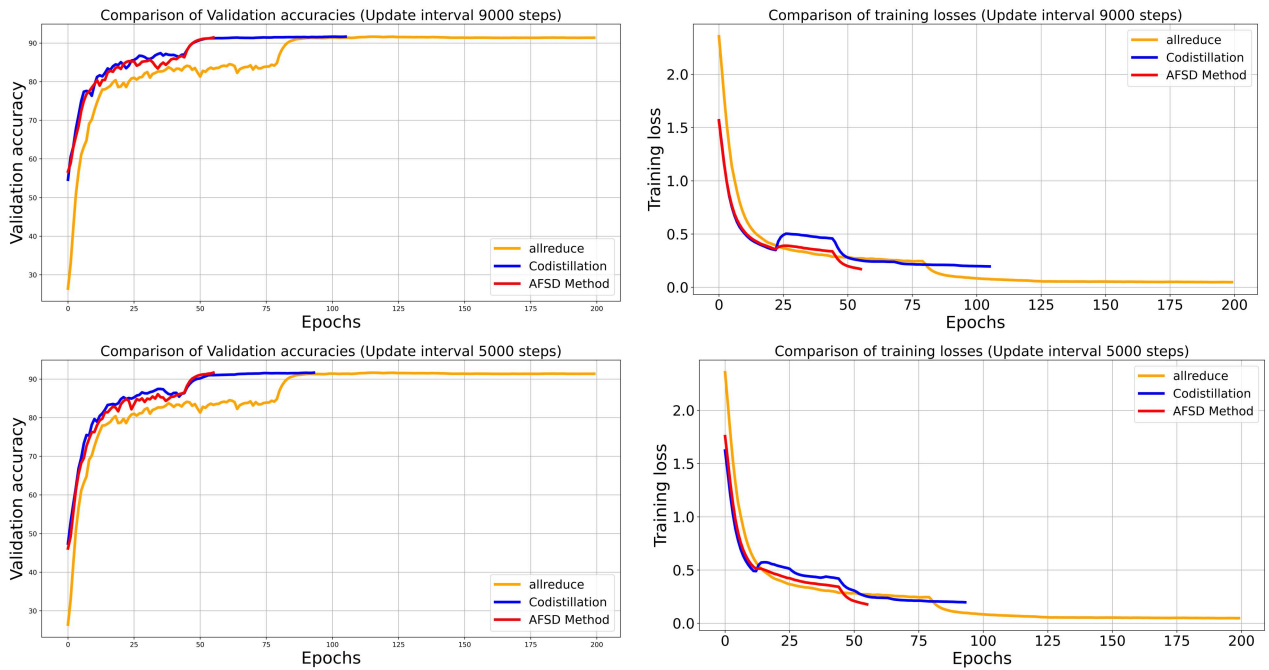 Comparison of Validation accuracies (Update interval 9000 steps)
90
80
70
60
50
40
30
Validation accuracy
0 25 50 75 100 125 150 175 200
Epochs
allreduce
Codistillation
AFSD Method
Comparison of training losses (Update interval 9000 steps)
2.0
1.5
1.0
0.5
0.0
Training loss
0 25 50 75 100 125 150 175 200
Epochs
allreduce
Codistillation
AFSD Method
Comparison of Validation accuracies (Update interval 5000 steps)
90
80
70
60
50
40
30
Validation accuracy
0 25 50 75 100 125 150 175 200
Epochs
allreduce
Codistillation
AFSD Method
Comparison of training losses (Update interval 5000 steps)
2.0
1.5
1.0
0.5
0.0
Training loss
0 25 50 75 100 125 150 175 200
Epochs
allreduce
Codistillation
AFSD Method